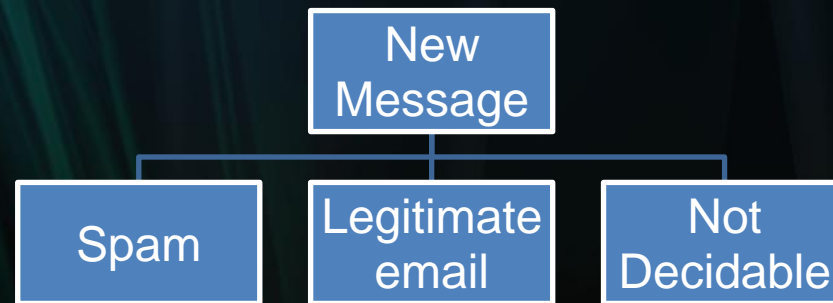 New
Message
Spam
Legitimate
email
Not
Decidable